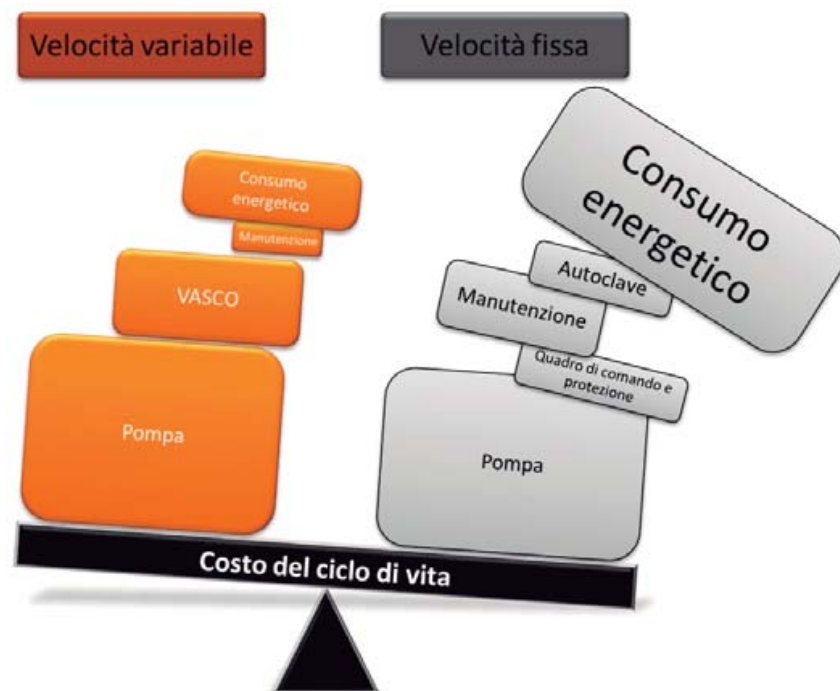 Velocità variabile
Velocità fissa
Consumo
energetico
Manutenzione
VASCO
Pompa
Consumo
energetico
Autoclave
Manutenzione
Quadro di comando e
protezione
Pompa
Costo del ciclo di vita